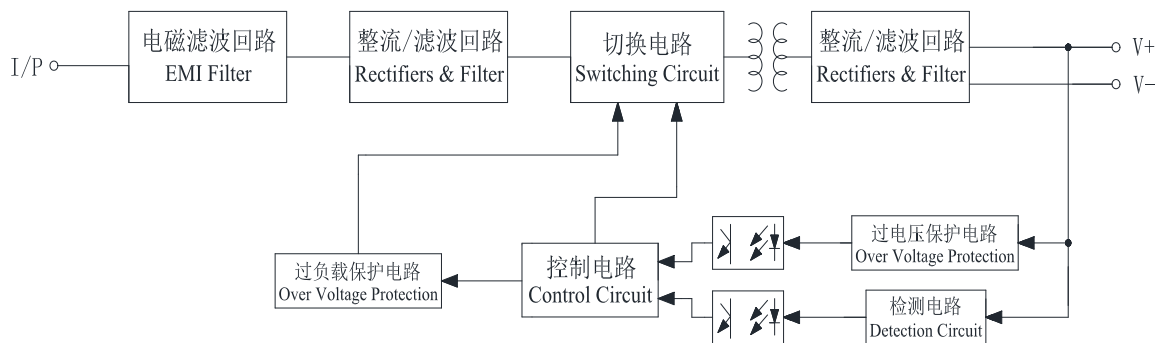 I/P
电磁滤波回路
EMI Filter
整流/滤波回路
Rectifiers & Filter
切换电路
Switching Circuit
整流/滤波回路
Rectifiers & Filter
V+
V-
过负载保护电路
Over Voltage Protection
控制电路
Control Circuit
过电压保护电路
Over Voltage Protection
检测电路
Detection Circuit